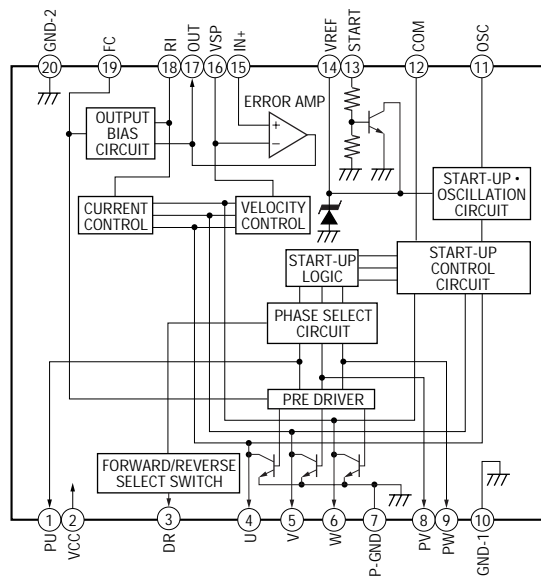 GND-2
FC
RI
OUT
VSP
IN+
VREF
START
COM
OSC
20
19
18
17
16
15
14
13
12
11
ERROR AMP
+
−
OUTPUT
BIAS
CIRCUIT
CURRENT
CONTROL
VELOCITY
CONTROL
START-UP •
OSCILLATION
CIRCUIT
START-UP
LOGIC
START-UP
CONTROL
CIRCUIT
PHASE SELECT
CIRCUIT
PRE DRIVER
FORWARD/REVERSE
SELECT SWITCH
1
2
3
4
5
6
7
8
9
10
PU
VCC
DR
U
V
W
P-GND
PV
PW
GND-1